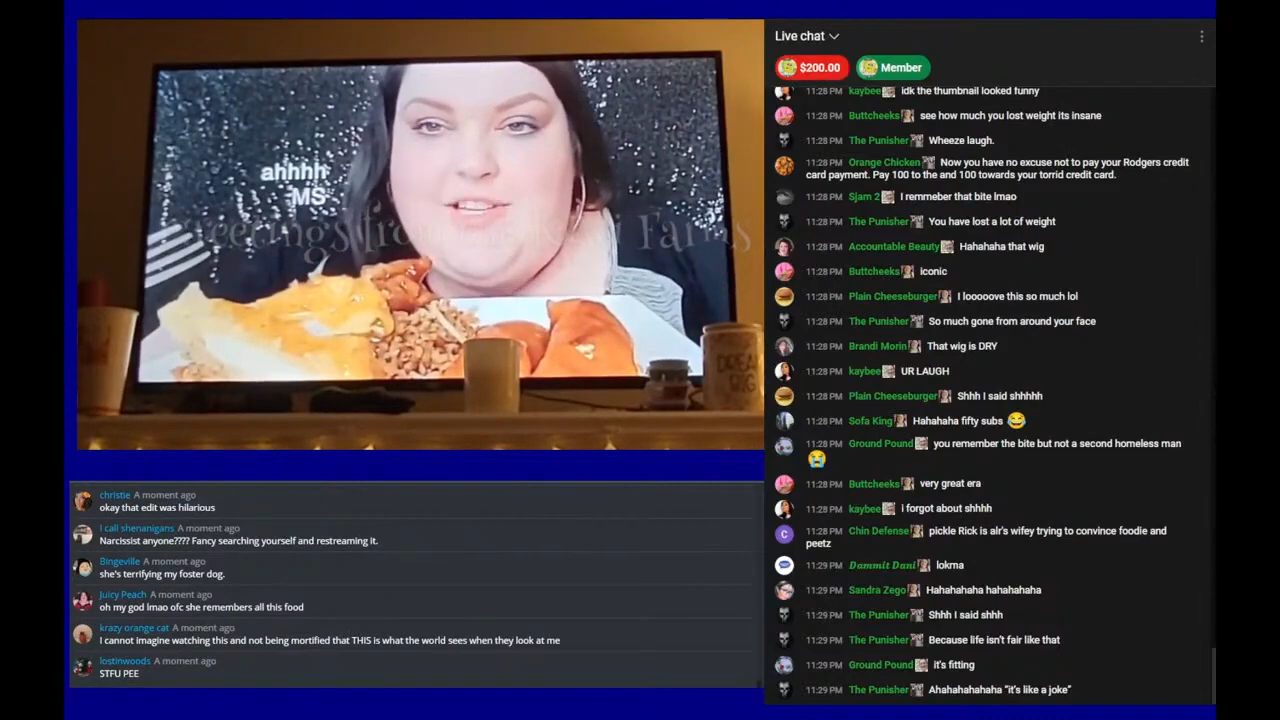 ahhhh
MS
Greetings from the Kiwi Farms
DREA
RIG
christie A moment ago
okay that edit was hilarious
I call shenanigans A moment ago
Narcissist anyone???? Fancy searching yourself and restreaming it.
Bingeville A moment ago
she's terrifying my foster dog.
Juicy Peach A moment ago
oh my god lmao ofc she remembers all this food
krazy orange cat A moment ago
I cannot imagine watching this and not being mortified that THIS is what the world sees when they look at me
lostinwoods A moment ago
STFU PEE
Live chat
$200.00 Member
11:28 PM kaybee idk the thumbnail looked funny
11:28 PM Buttcheeks see how much you lost weight its insane
11:28 PM The Punisher Wheeze laugh.
11:28 PM Orange Chicken Now you have no excuse not to pay your Rodgers credit
card payment. Pay 100 to the and 100 towards your torrid credit card.
11:28 PM Sjam 2 I remmeber that bite lmao
11:28 PM The Punisher You have lost a lot of weight
11:28 PM Accountable Beauty Hahahaha that wig
11:28 PM Buttcheeks iconic
11:28 PM Plain Cheeseburger I looooove this so much lol
11:28 PM The Punisher So much gone from around your face
11:28 PM Brandi Morin That wig is DRY
11:28 PM kaybee UR LAUGH
11:28 PM Plain Cheeseburger Shhh I said shhhhh
11:28 PM Sofa King Hahahaha fifty subs 😂
11:28 PM Ground Pound you remember the bite but not a second homeless man
😭
11:28 PM Buttcheeks very great era
11:28 PM kaybee i forgot about shhhh
C 11:28 PM Chin Defense pickle Rick is alr's wifey trying to convince foodie and
peetz
11:29 PM Dammit Dani lokma
11:29 PM Sandra Zego Hahahahaha hahahahaha
11:29 PM The Punisher Shhh I said shhh
11:29 PM The Punisher Because life isn't fair like that
11:29 PM Ground Pound it's fitting
11:29 PM The Punisher Ahahahahahaha "it's like a joke"